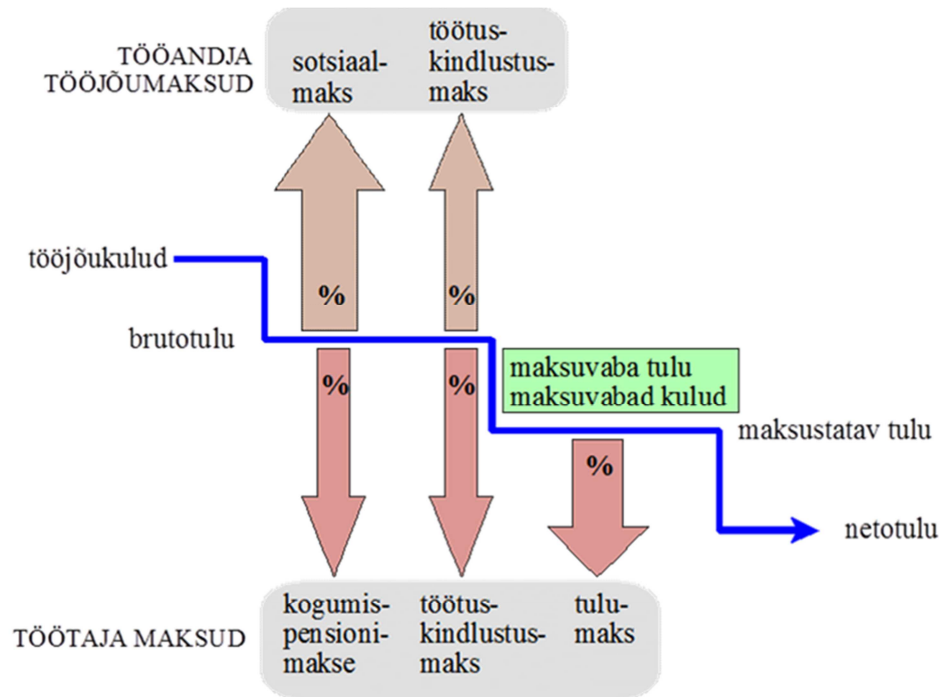 TÖÖANDJA
TÖÖJÕUMAKSUD
sotsiaal-
maks
töötus-
kindlustus-
maks
tööjõukulud
%
%
brutotulu
%
%
maksuvaba tulu
maksuvabad kulud
maksustatav tulu
%
netotulu
TÖÖTAJA MAKSUD
kogumis-
pensioni-
makse
töötus-
kindlustus-
maks
tulu-
maks